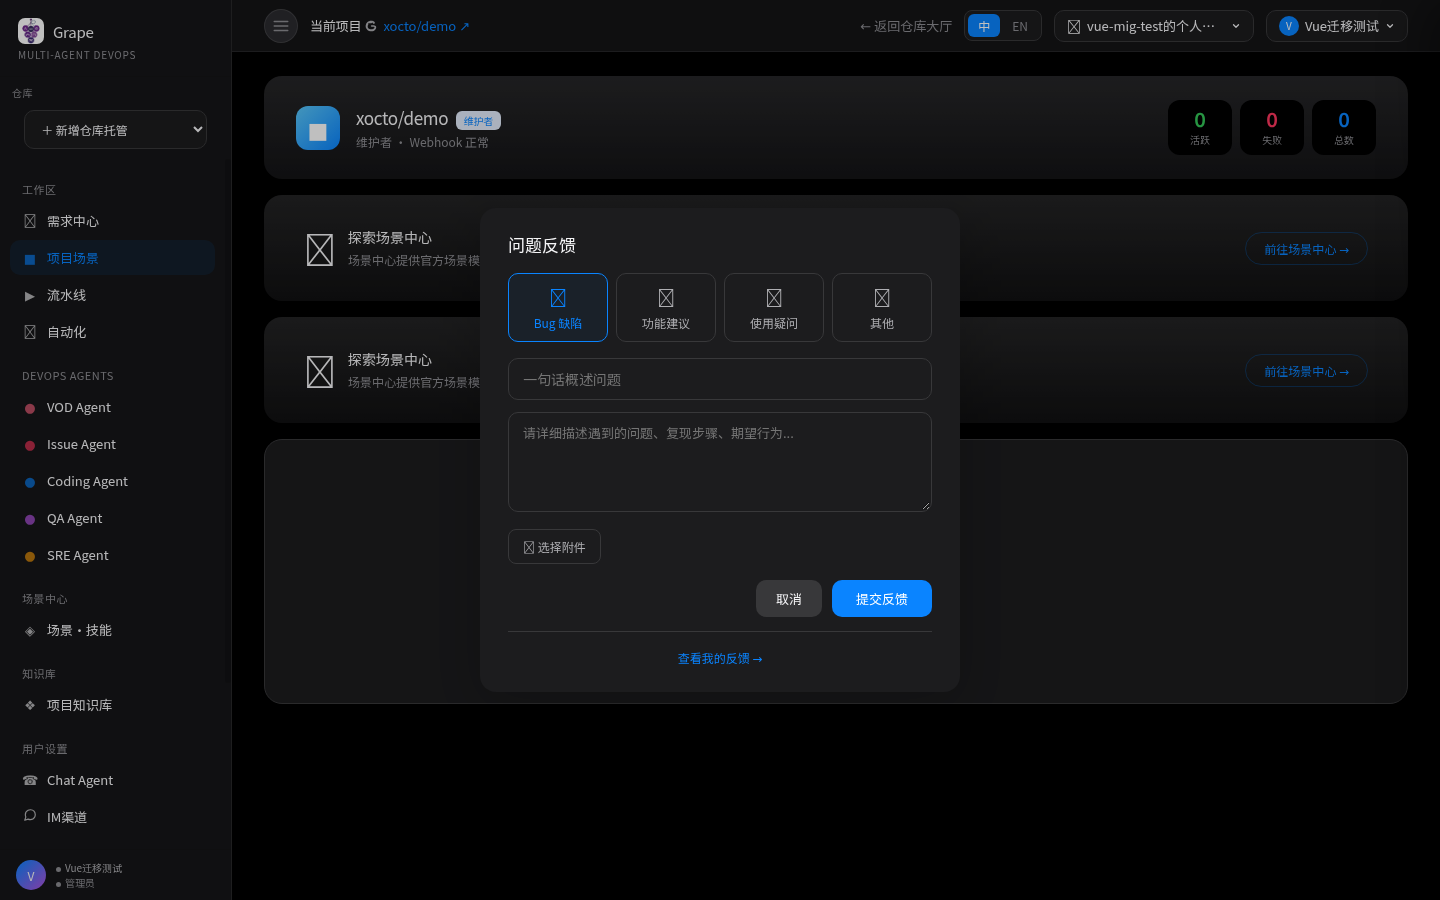 Grape
MULTI-AGENT DEVOPS
仓库
＋ 新增仓库托管
工作区
需求中心
项目场景
流水线
自动化
DEVOPS AGENTS
VOD Agent
Issue Agent
Coding Agent
QA Agent
SRE Agent
场景中心
场景・技能
知识库
项目知识库
用户设置
Chat Agent
IM渠道
V
Vue迁移测试
管理员
当前项目 G xocto/demo ↗
← 返回仓库大厅
中 EN
vue-mig-test的个人…
V Vue迁移测试
xocto/demo 维护者
维护者 • Webhook 正常
0 活跃
0 失败
0 总数
探索场景中心
场景中心提供官方场景模
前往场景中心 →
探索场景中心
场景中心提供官方场景模
前往场景中心 →
问题反馈
Bug 缺陷
功能建议
使用疑问
其他
一句话概述问题
请详细描述遇到的问题、复现步骤、期望行为...
选择附件
取消
提交反馈
查看我的反馈 →